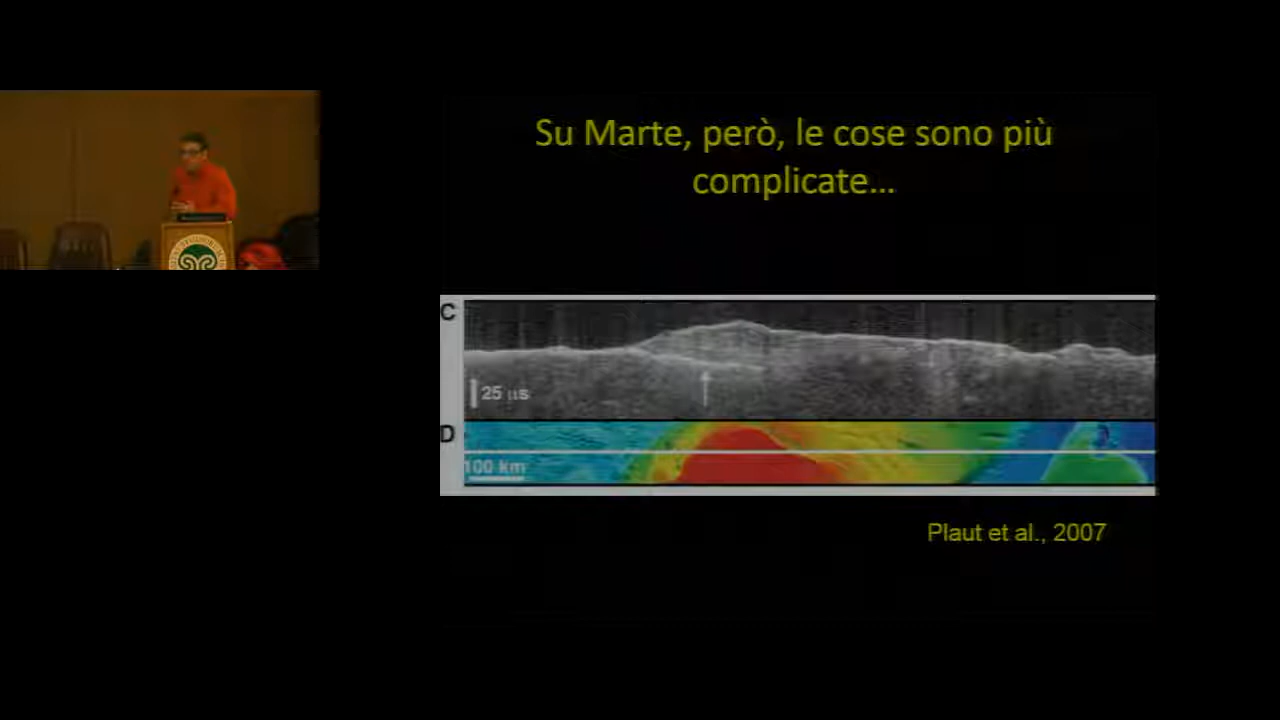 Su Marte, però, le cose sono più
complicate...
C
25 µs
D
100 Km
Plaut et al., 2007